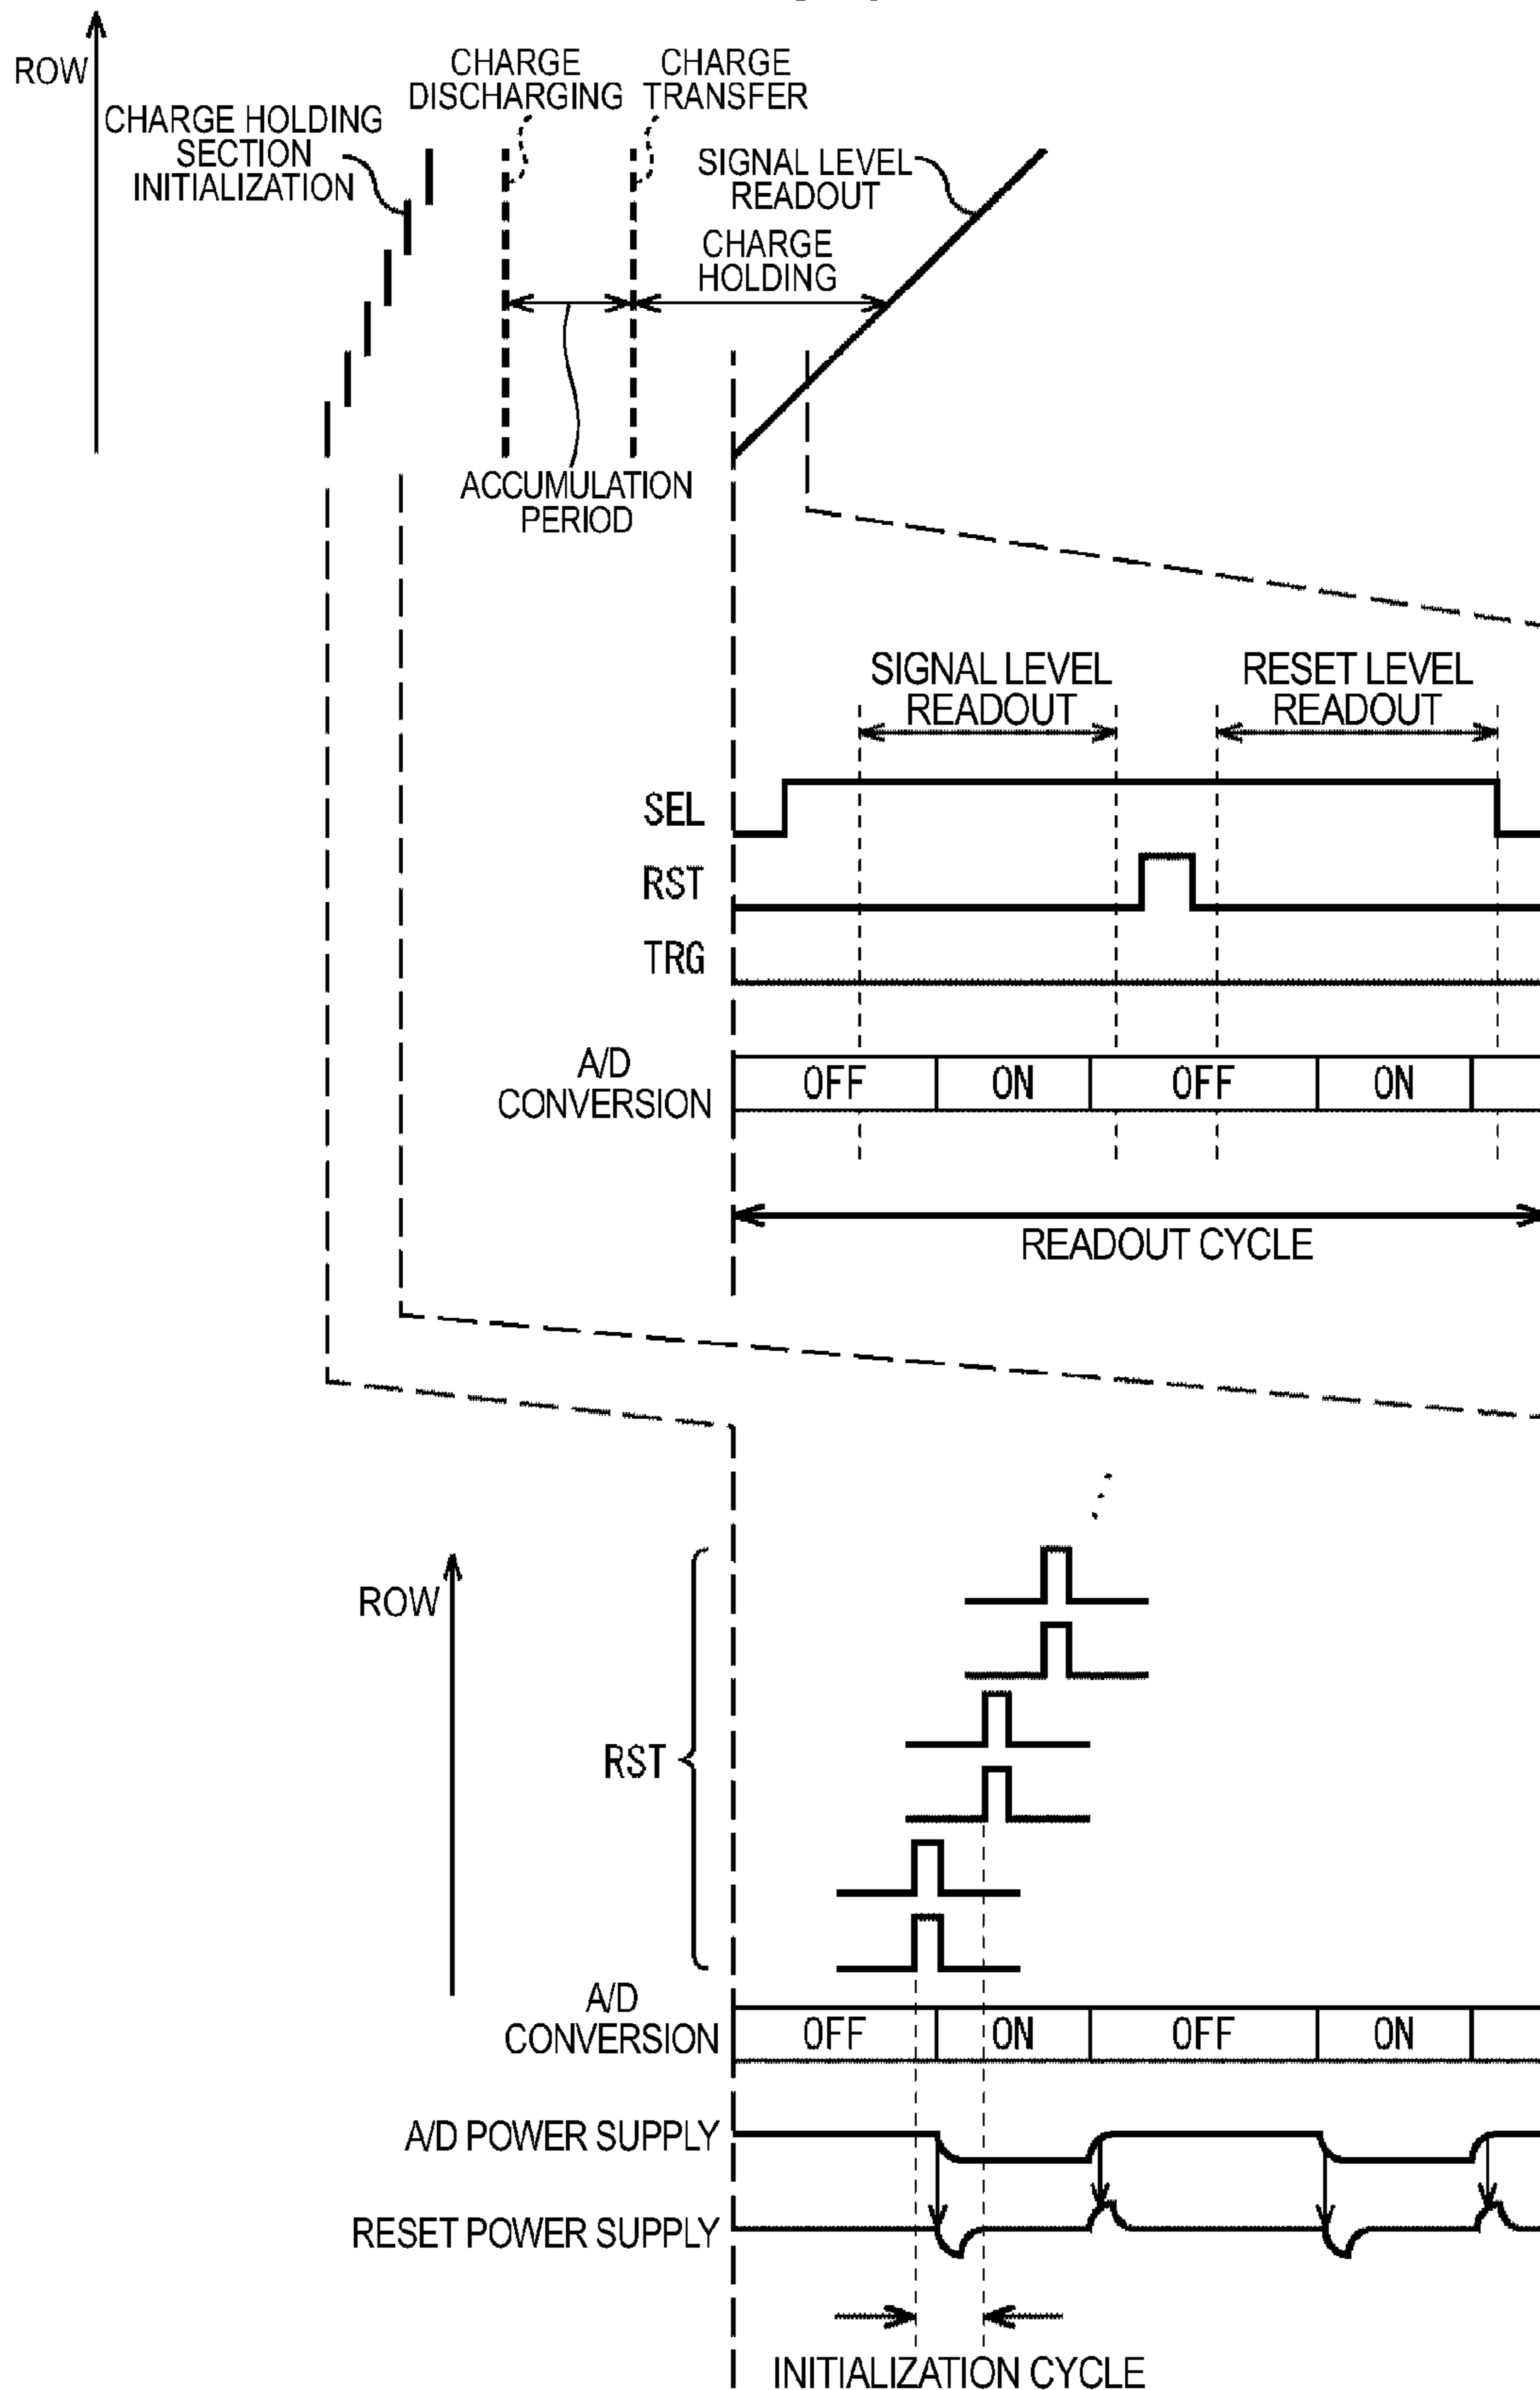 ROW
CHARGE
DISCHARGING
CHARGE
TRANSFER
CHARGE HOLDING
SECTION
INITIALIZATION
SIGNAL LEVEL
READOUT
CHARGE
HOLDING
ACCUMULATION
PERIOD
SIGNAL LEVEL
READOUT
RESET LEVEL
READOUT
SEL
RST
TRG
A/D
CONVERSION
OFF
ON
OFF
ON
READOUT CYCLE
ROW
RST
A/D
CONVERSION
OFF
ON
OFF
ON
A/D POWER SUPPLY
RESET POWER SUPPLY
INITIALIZATION CYCLE